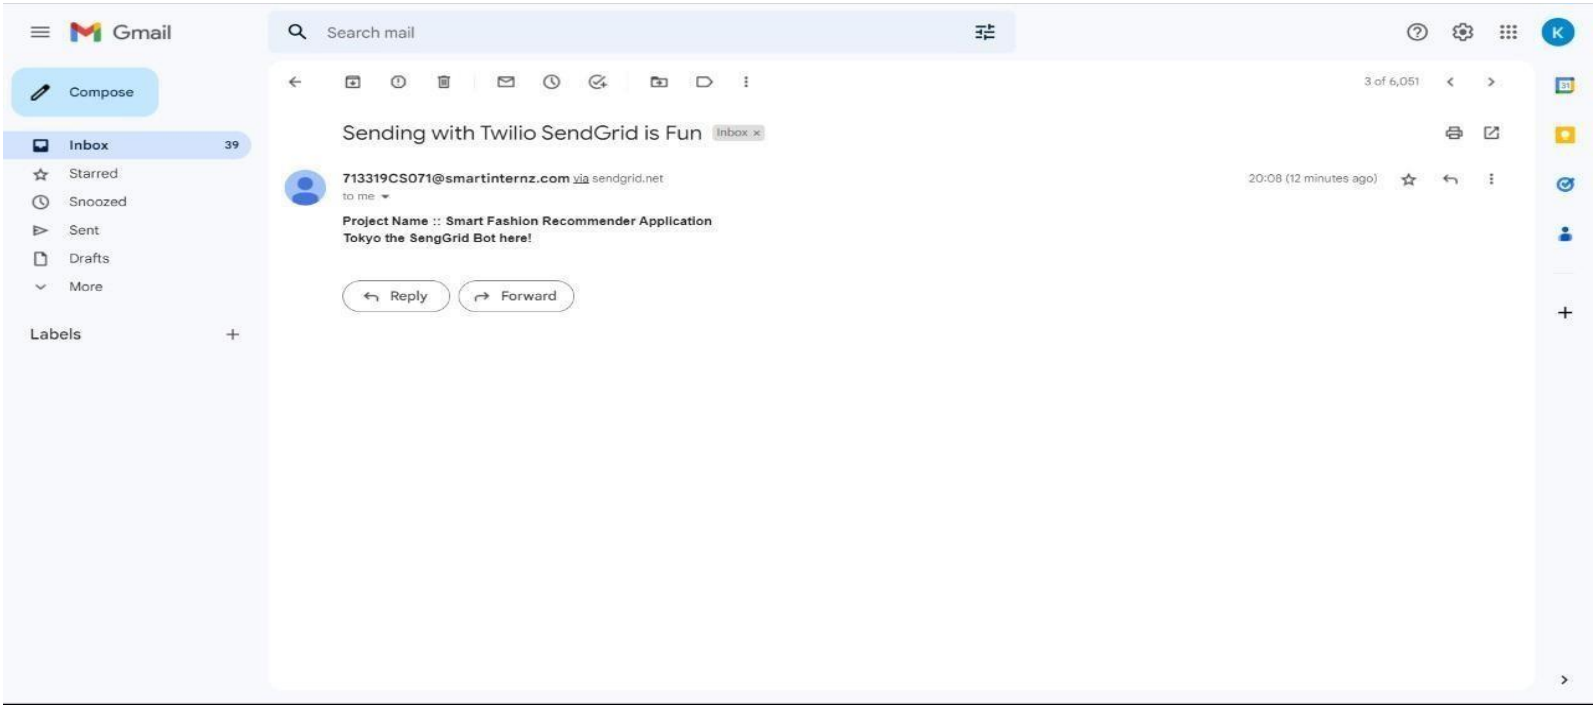 Gmail
Search mail
K
Compose
3 of 6,051
31
Sending with Twilio SendGrid is Fun Inbox ×
Inbox 39
Starred
Snoozed
Sent
Drafts
More
Labels
713319CS071@smartinternz.com via sendgrid.net 20:08 (12 minutes ago)
to me
Project Name :: Smart Fashion Recommender Application
Tokyo the SengGrid Bot here!
Reply Forward